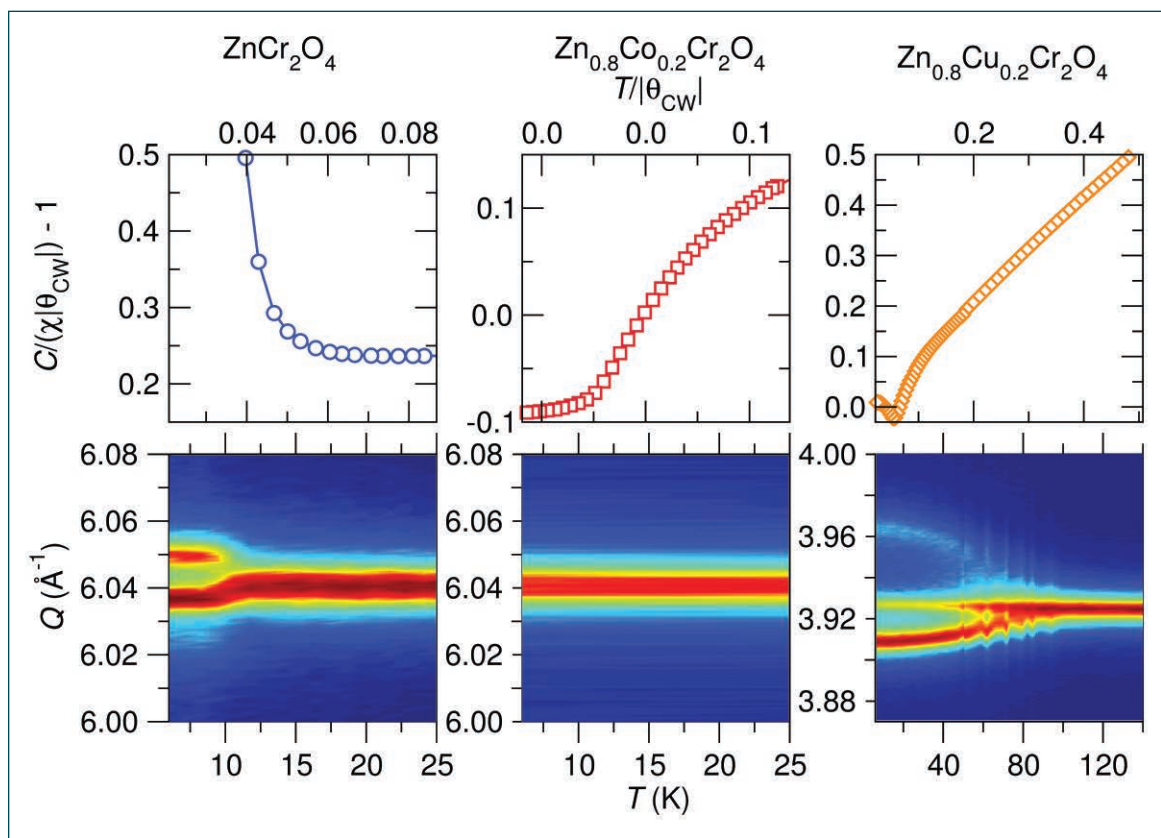 ZnCr₂O₄
Zn₀.₈Co₀.₂Cr₂O₄
Zn₀.₈Cu₀.₂Cr₂O₄
T/|θ_CW|
0.04 0.06 0.08
0.0 0.0 0.1
0.2 0.4
C/(χ|θ_CW|) - 1
0.5
0.4
0.3
0.2
0.1
0.0
-0.1
0.5
0.4
0.3
0.2
0.1
0.0
Q (Å⁻¹)
6.08
6.06
6.04
6.02
6.00
6.08
6.06
6.04
6.02
6.00
4.00
3.96
3.92
3.88
10 15 20 25
10 15 20 25
40 80 120
T (K)